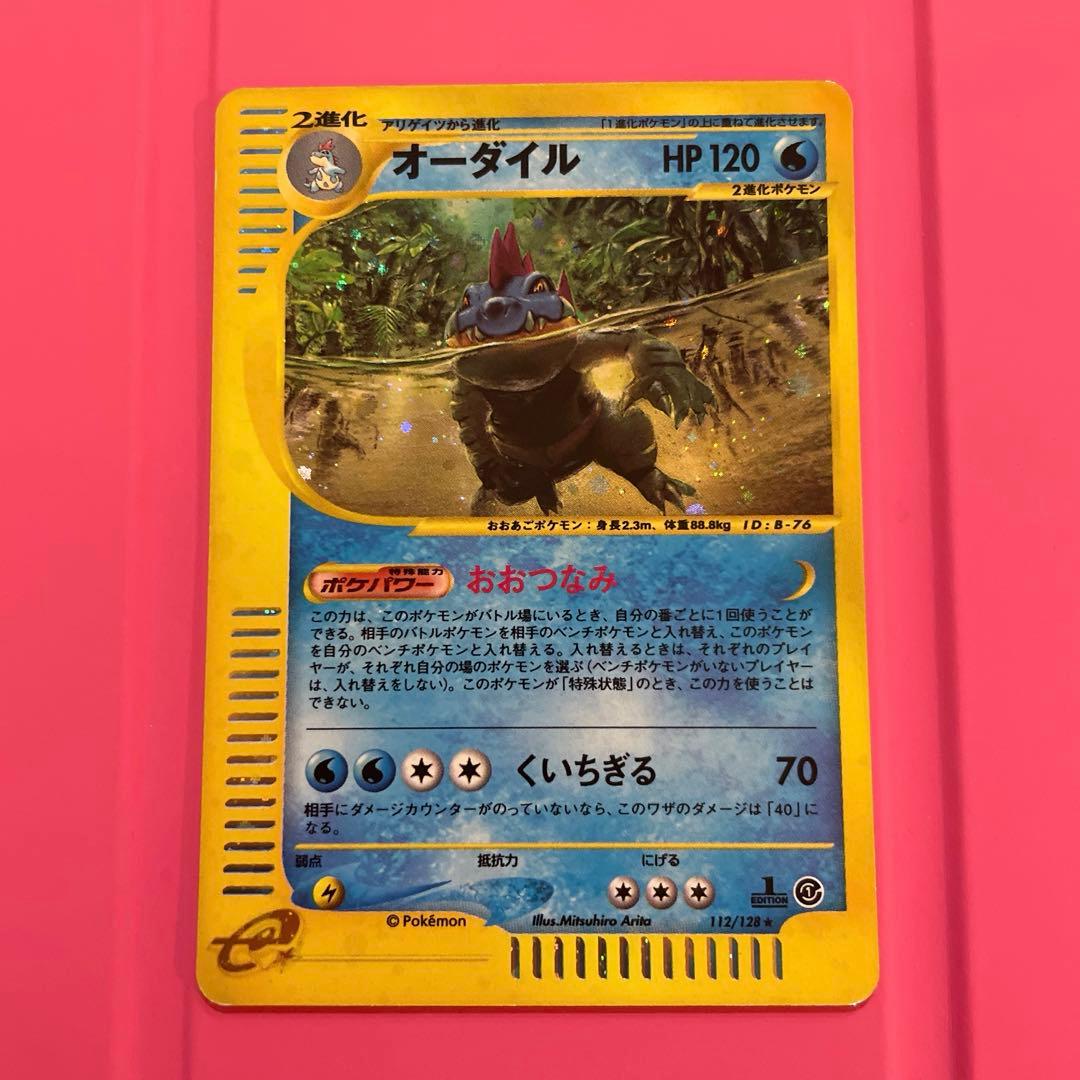 2進化
アリゲイツから進化
「1進化ポケモン」の上に重ねて進化させます。
オーダイル
HP 120
2進化ポケモン
おおあごポケモン：身長2.3m、体重88.8kg ID：B-76
特殊能力
ポケパワー
おおつなみ
この力は、このポケモンがバトル場にいるとき、自分の番ごとに1回使うことが
できる。相手のバトルポケモンを相手のベンチポケモンと入れ替え、このポケモン
を自分のベンチポケモンと入れ替える。入れ替えるときは、それぞれのプレイ
ヤーが、それぞれ自分の場のポケモンを選ぶ（ベンチポケモンがいないプレイヤー
は、入れ替えをしない）。このポケモンが「特殊状態」のとき、この力を使うことは
できない。
くいちぎる
70
相手にダメージカウンターがのっていないなら、このワザのダメージは「40」に
なる。
弱点
抵抗力
にげる
1
EDITION
1
© Pokémon
Illus.Mitsuhiro Arita
112/128★
e